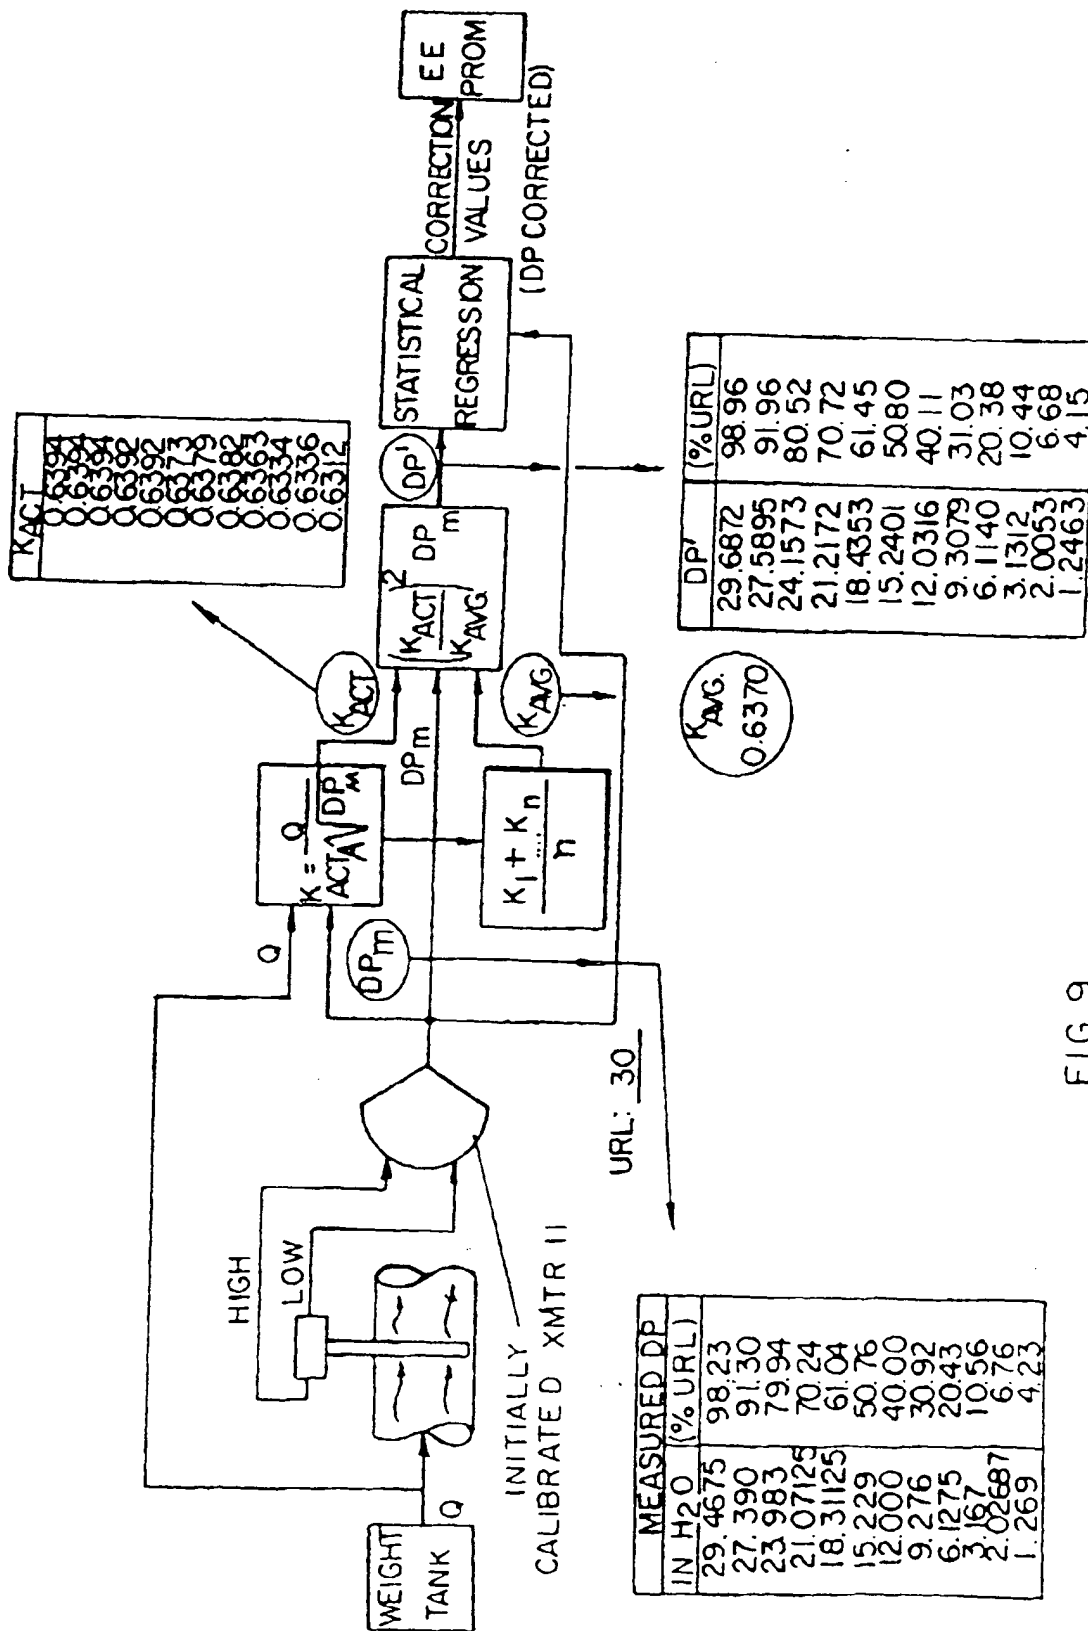 WEIGHT
TANK
Q
HIGH
LOW
INITIALLY
CALIBRATED XMTR 11
Q
K = Q
ACT A√DPM
DPm
K1 + K2....Kn
n
KACT
DPm
KAVG
(KACT)2 DPm
KAVG
DP'
STATISTICAL
REGRESSION
CORRECTION
VALUES
(DP CORRECTED)
EE
PROM
KACT
0.6394
0.6394
0.6394
0.6392
0.6392
0.6373
0.6379
0.6382
0.6363
0.6334
0.6336
0.6312
URL: 30
MEASURED DP
IN H2O (% URL)
29.4675 98.23
27.390 91.30
23.983 79.94
21.07125 70.24
18.31125 61.04
15.229 50.76
12.000 40.00
9.276 30.92
6.1275 20.43
3.167 10.56
2.02687 6.76
1.269 4.23
KAVG.
0.6370
DP' (%URL)
29.6872 98.96
27.5895 91.96
24.1573 80.52
21.2172 70.72
18.4353 61.45
15.2401 50.80
12.0316 40.11
9.3079 31.03
6.1140 20.38
3.1312 10.44
2.0053 6.68
1.2463 4.15
FIG 9